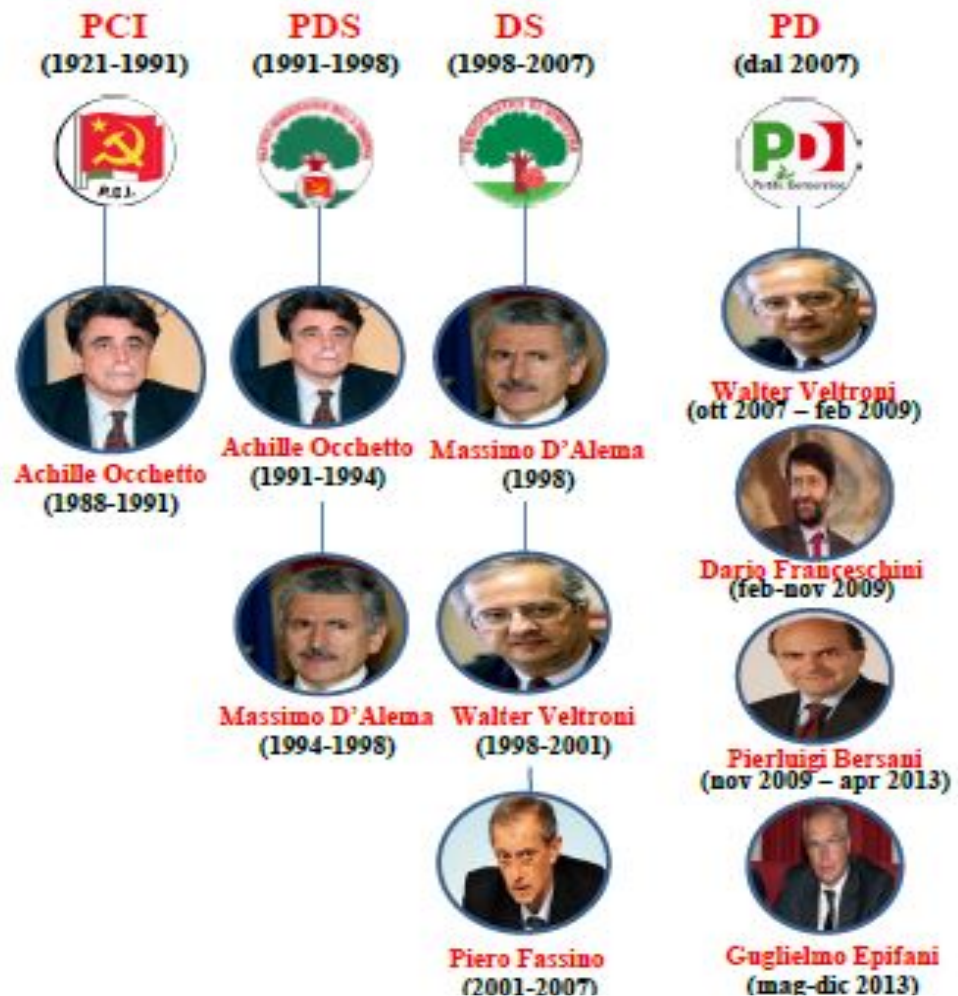 PCI
(1921-1991)
P.C.I.
Achille Occhetto
(1988-1991)
PDS
(1991-1998)
Achille Occhetto
(1991-1994)
Massimo D’Alema
(1994-1998)
DS
(1998-2007)
Massimo D’Alema
(1998)
Walter Veltroni
(1998-2001)
Piero Fassino
(2001-2007)
PD
(dal 2007)
PD
Partito Democratico
Walter Veltroni
(ott 2007 – feb 2009)
Dario Franceschini
(feb-nov 2009)
Pierluigi Bersani
(nov 2009 – apr 2013)
Guglielmo Epifani
(mag-dic 2013)